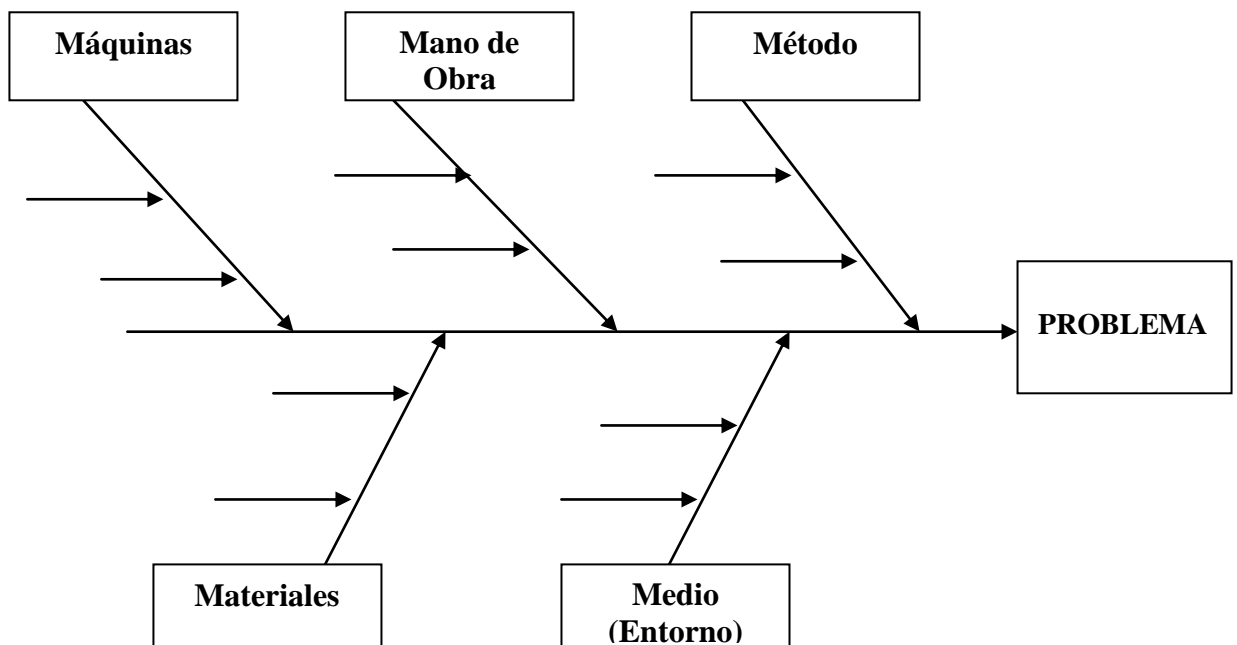 Máquinas
Mano de
Obra
Método
PROBLEMA
Materiales
Medio
(Entorno)